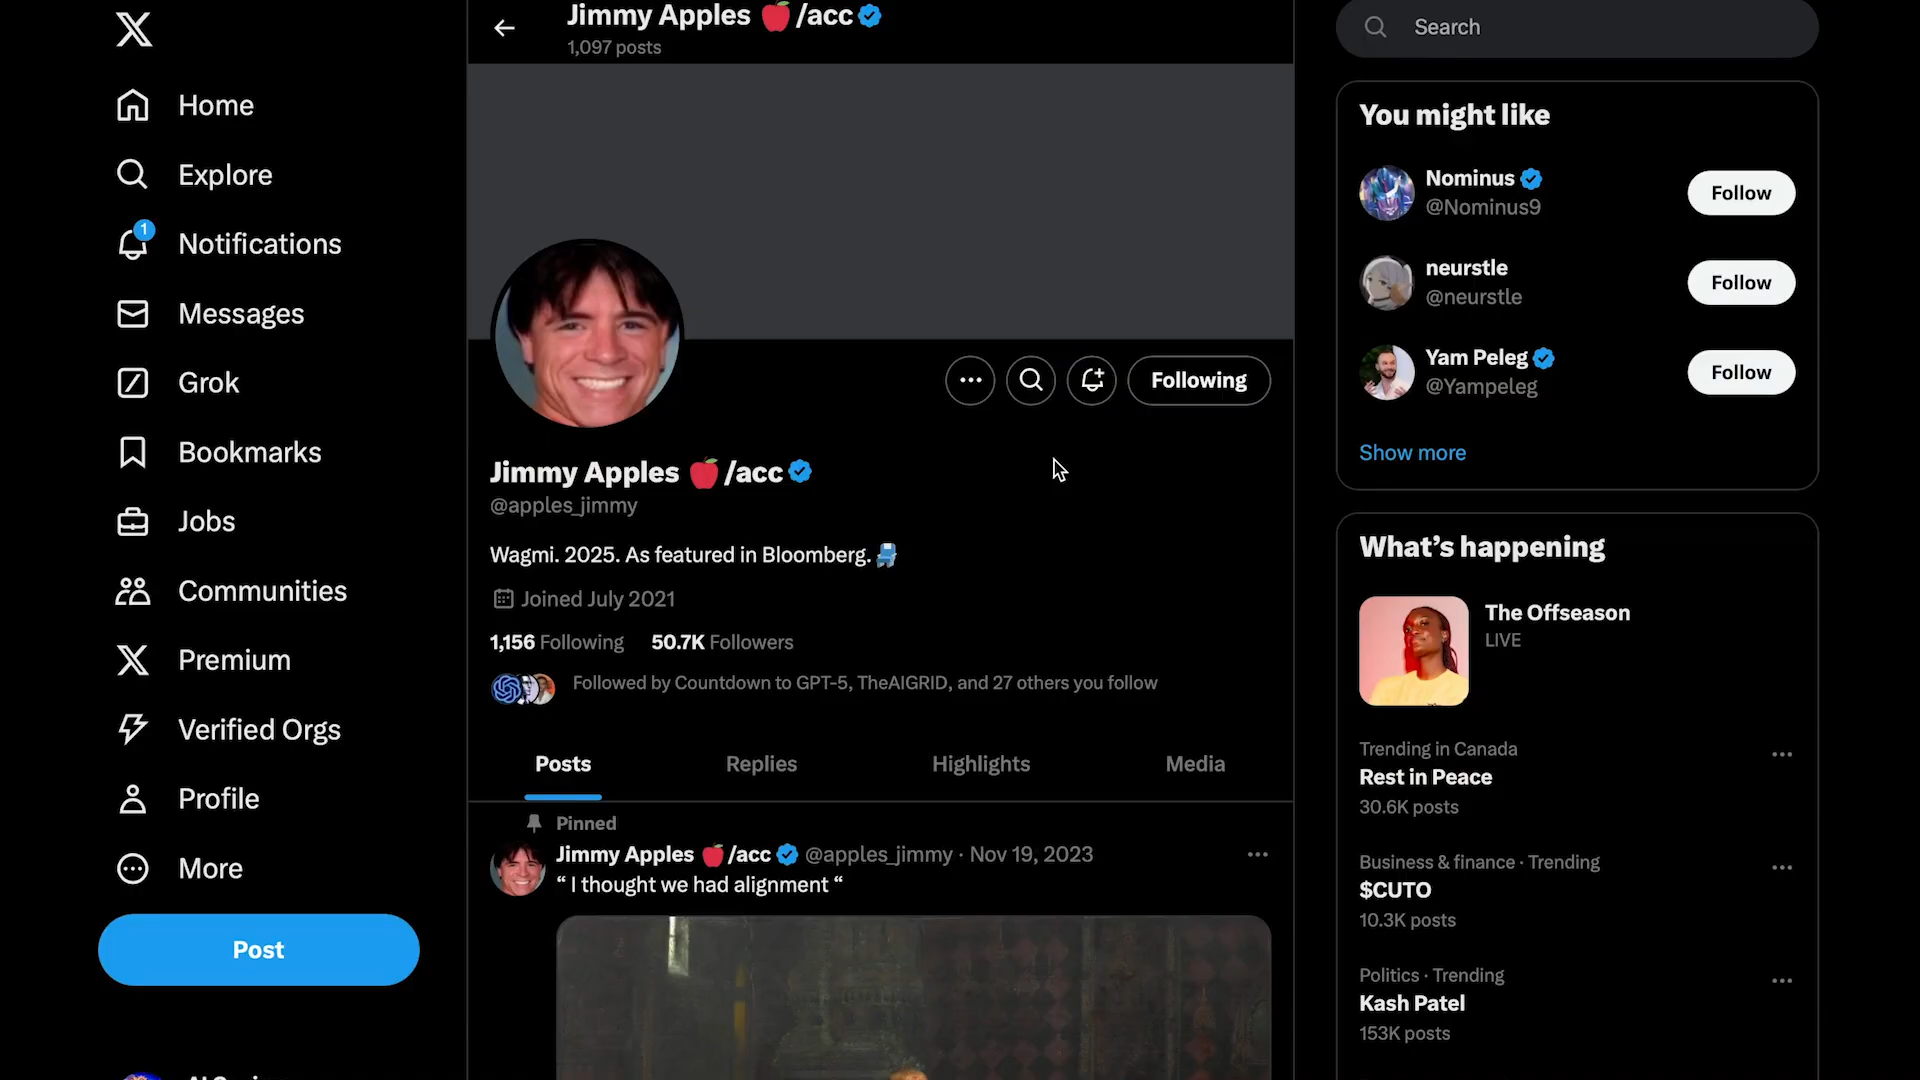 Home
Explore
1
Notifications
Messages
Grok
Bookmarks
Jobs
Communities
Premium
Verified Orgs
Profile
More
Post
Jimmy Apples 🍎/acc
1,097 posts
Following
Jimmy Apples 🍎/acc
@apples_jimmy
Wagmi. 2025. As featured in Bloomberg. 💺
Joined July 2021
1,156 Following 50.7K Followers
Followed by Countdown to GPT-5, TheAIGRID, and 27 others you follow
Posts Replies Highlights Media
Pinned
Jimmy Apples 🍎/acc @apples_jimmy · Nov 19, 2023
“ I thought we had alignment “
Search
You might like
Nominus
@Nominus9
Follow
neurstle
@neurstle
Follow
Yam Peleg
@Yampeleg
Follow
Show more
What’s happening
The Offseason
LIVE
Trending in Canada
Rest in Peace
30.6K posts
Business & finance · Trending
$CUTO
10.3K posts
Politics · Trending
Kash Patel
153K posts